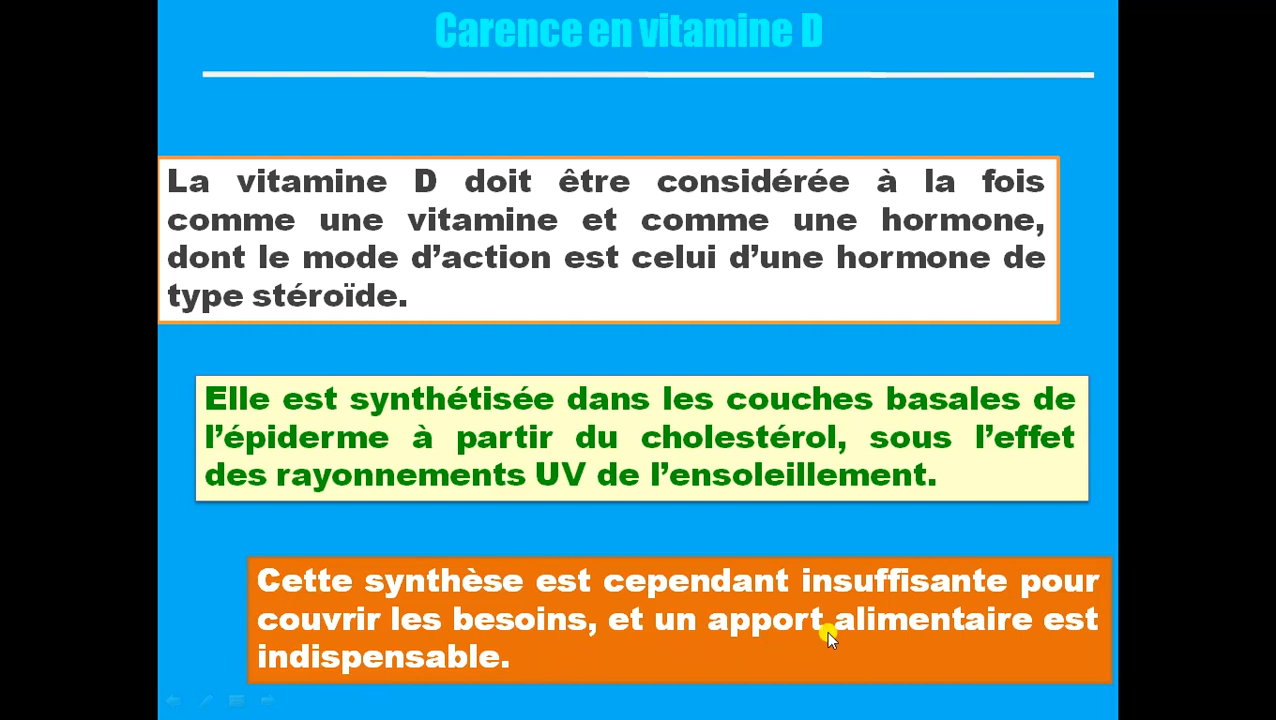 Carence en vitamine D
La vitamine D doit être considérée à la fois
comme une vitamine et comme une hormone,
dont le mode d’action est celui d’une hormone de
type stéroïde.
Elle est synthétisée dans les couches basales de
l’épiderme à partir du cholestérol, sous l’effet
des rayonnements UV de l’ensoleillement.
Cette synthèse est cependant insuffisante pour
couvrir les besoins, et un apport alimentaire est
indispensable.